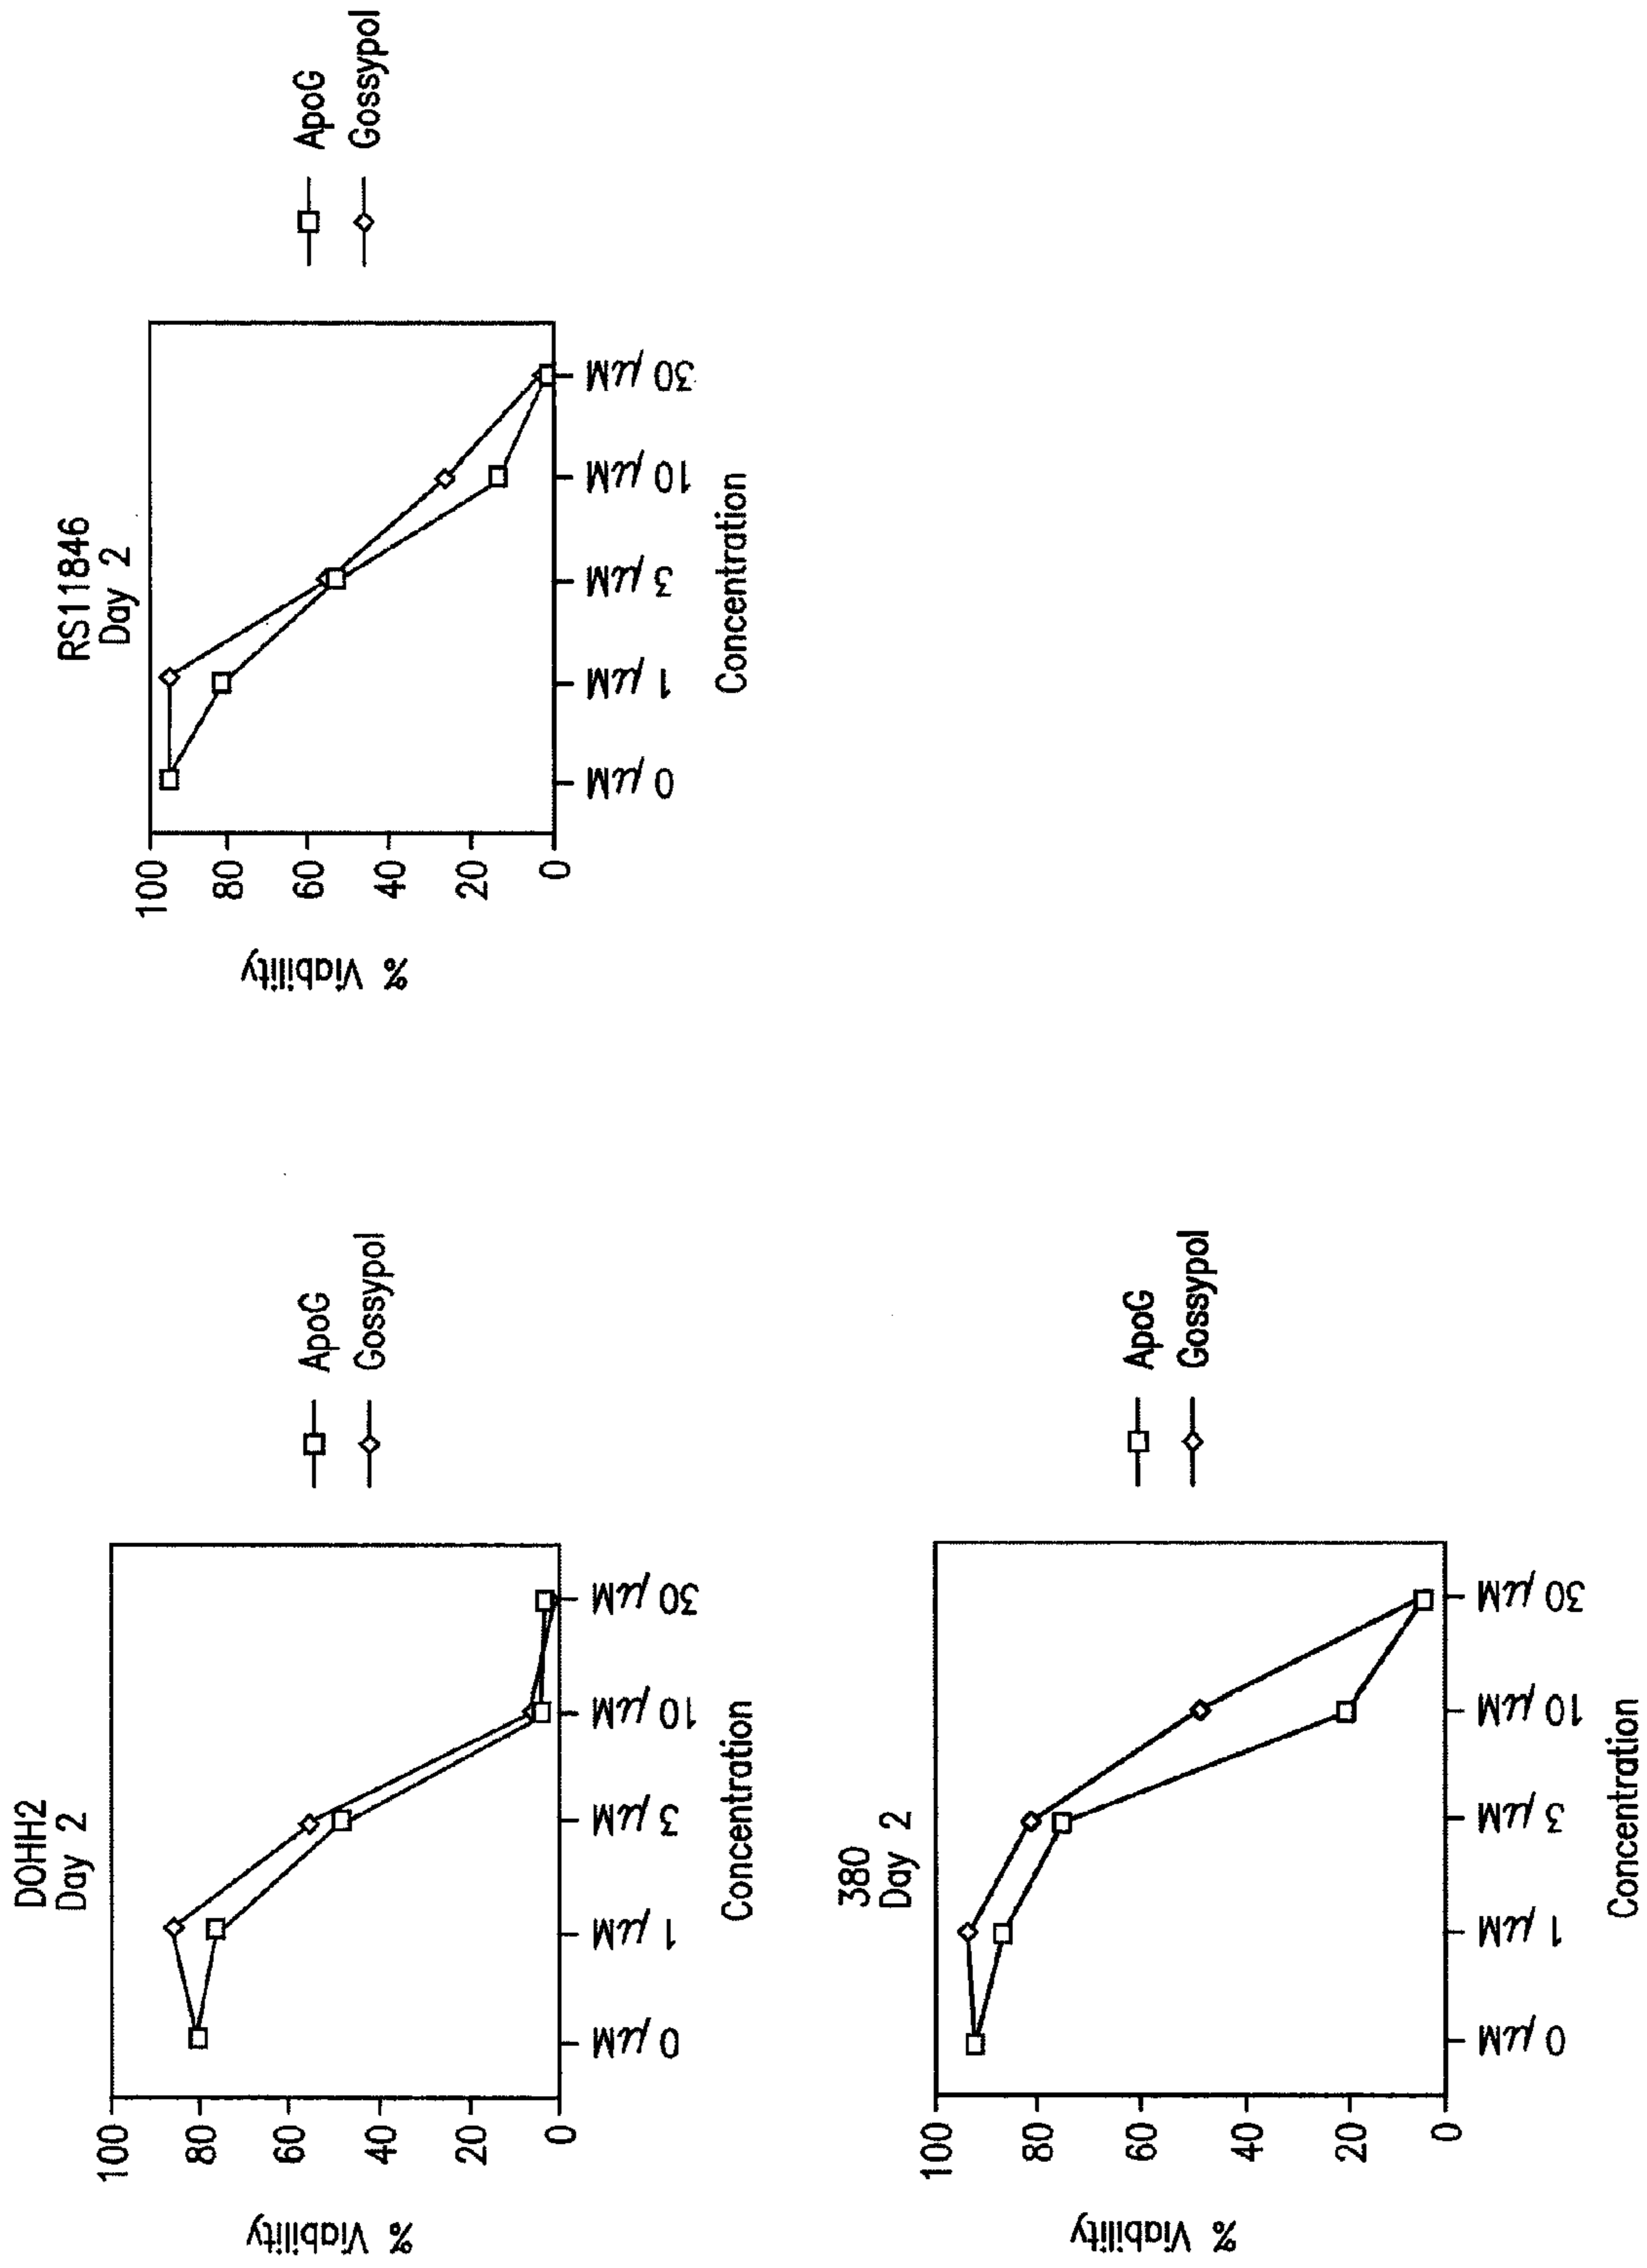 DOHH2
Day 2
% Viability
100
80
60
40
20
0
0 μM
1 μM
3 μM
10 μM
30 μM
Concentration
ApoG
Gossypol
RS11846
Day 2
% Viability
100
80
60
40
20
0
0 μM
1 μM
3 μM
10 μM
30 μM
Concentration
ApoG
Gossypol
380
Day 2
% Viability
100
80
60
40
20
0
0 μM
1 μM
3 μM
10 μM
30 μM
Concentration
ApoG
Gossypol